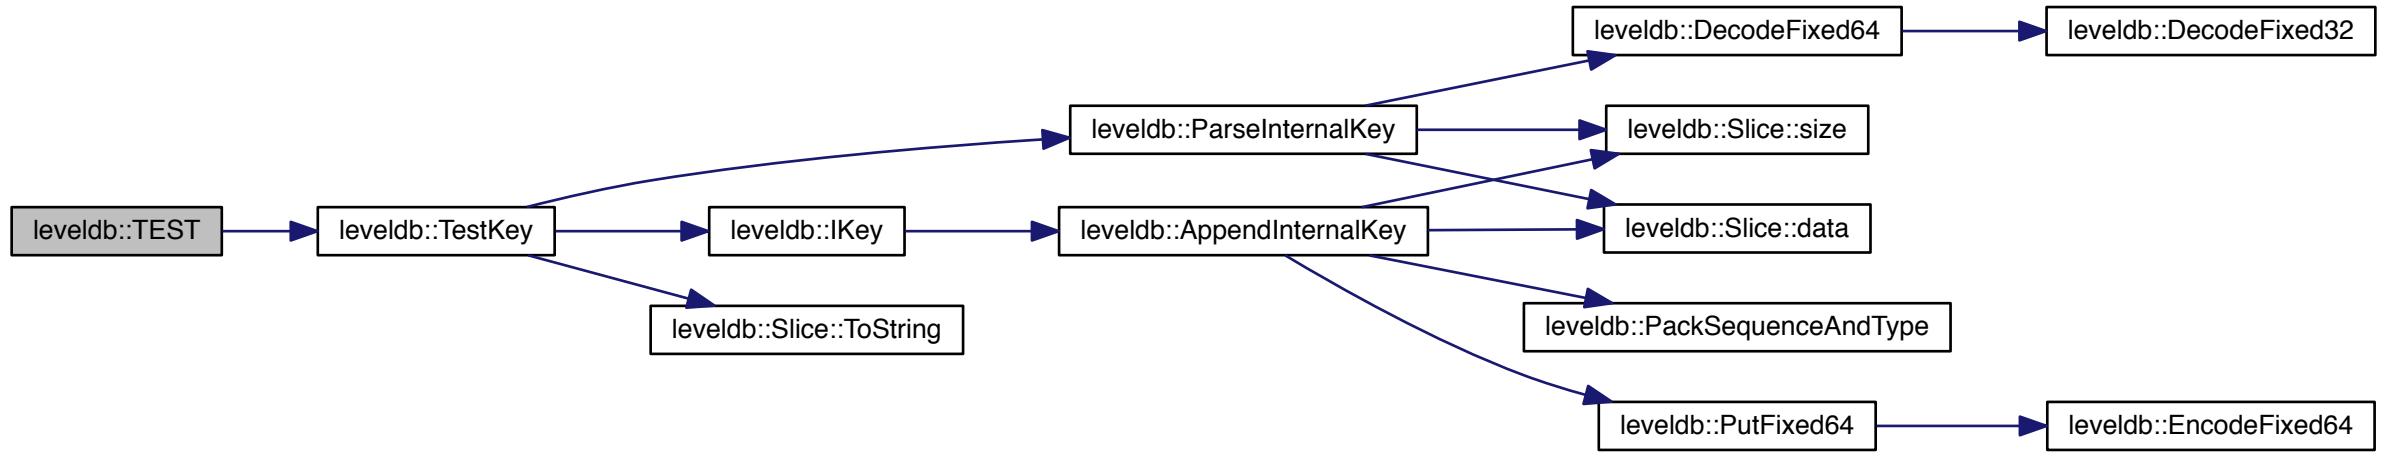 leveldb::DecodeFixed64
leveldb::DecodeFixed32
leveldb::ParseInternalKey
leveldb::Slice::size
leveldb::TEST
leveldb::TestKey
leveldb::IKey
leveldb::AppendInternalKey
leveldb::Slice::data
leveldb::Slice::ToString
leveldb::PackSequenceAndType
leveldb::PutFixed64
leveldb::EncodeFixed64